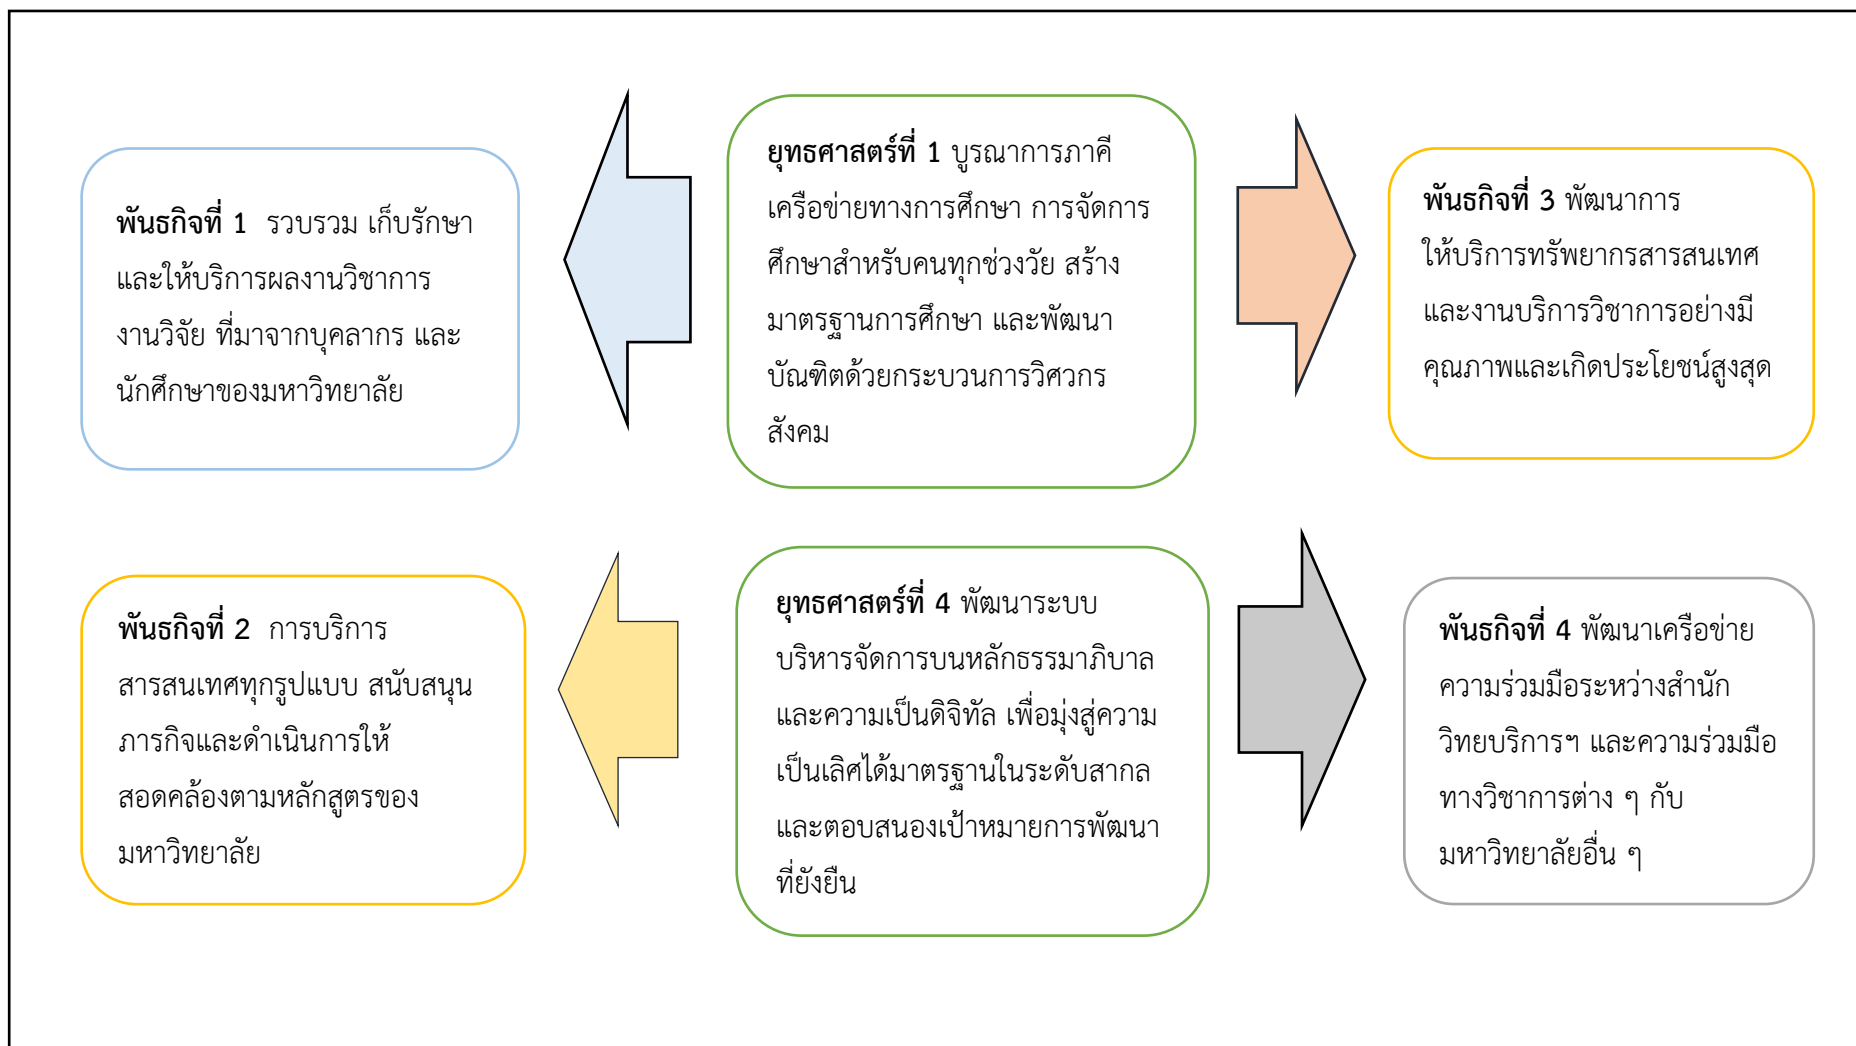 พันธกิจที่ 1 รวบรวม เก็บรักษา
และให้บริการผลงานวิชาการ
งานวิจัย ที่มาจากบุคลากร และ
นักศึกษาของมหาวิทยาลัย
ยุทธศาสตร์ที่ 1 บูรณาการภาคี
เครือข่ายทางการศึกษา การจัดการ
ศึกษาสำหรับคนทุกช่วงวัย สร้าง
มาตรฐานการศึกษา และพัฒนา
บัณฑิตด้วยกระบวนการวิศวกร
สังคม
พันธกิจที่ 3 พัฒนาการ
ให้บริการทรัพยากรสารสนเทศ
และงานบริการวิชาการอย่างมี
คุณภาพและเกิดประโยชน์สูงสุด
พันธกิจที่ 2 การบริการ
สารสนเทศทุกรูปแบบ สนับสนุน
ภารกิจและดำเนินการให้
สอดคล้องตามหลักสูตรของ
มหาวิทยาลัย
ยุทธศาสตร์ที่ 4 พัฒนาระบบ
บริหารจัดการบนหลักธรรมาภิบาล
และความเป็นดิจิทัล เพื่อมุ่งสู่ความ
เป็นเลิศได้มาตรฐานในระดับสากล
และตอบสนองเป้าหมายการพัฒนา
ที่ยังยืน
พันธกิจที่ 4 พัฒนาเครือข่าย
ความร่วมมือระหว่างสำนัก
วิทยบริการฯ และความร่วมมือ
ทางวิชาการต่าง ๆ กับ
มหาวิทยาลัยอื่น ๆ